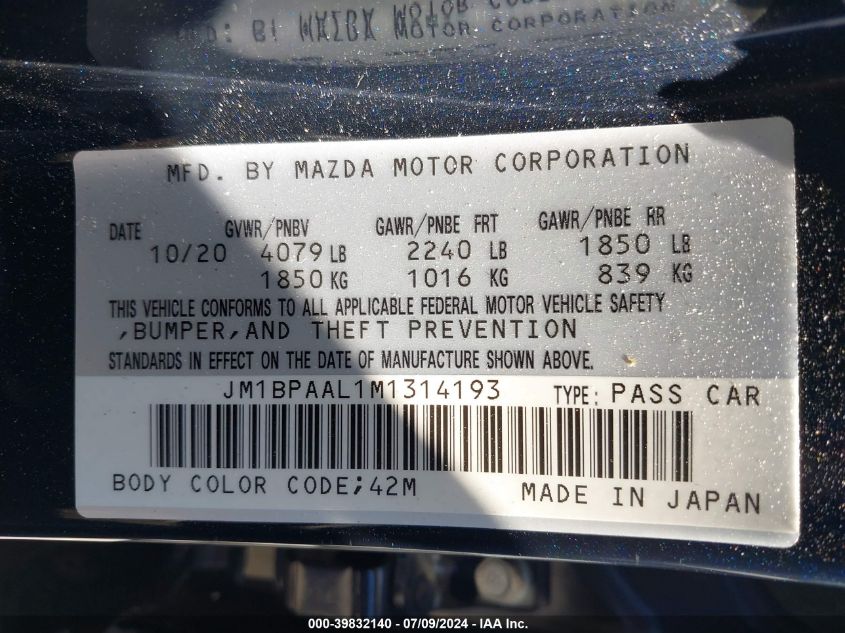 MFD. BY MAZDA MOTOR CORPORATION
DATE GVWR/PNBV GAWR/PNBE FRT GAWR/PNBE RR
10/20 4079 LB 2240 LB 1850 LB
1850 KG 1016 KG 839 KG
THIS VEHICLE CONFORMS TO ALL APPLICABLE FEDERAL MOTOR VEHICLE SAFETY
,BUMPER,AND THEFT PREVENTION
STANDARDS IN EFFECT ON THE DATE OF MANUFACTURE SHOWN ABOVE.
JM1BPAAL1M1314193 TYPE: PASS CAR
BODY COLOR CODE;42M MADE IN JAPAN
000-39832140 - 07/09/2024 - IAA Inc.